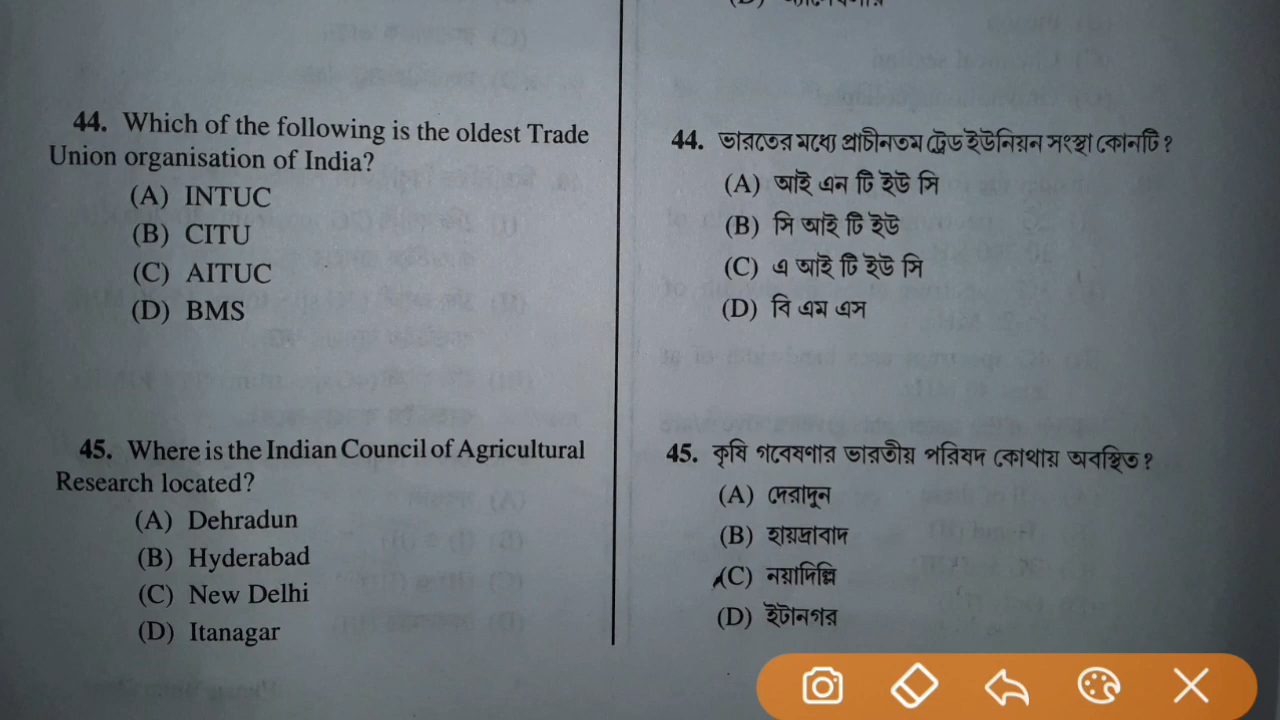 44. Which of the following is the oldest Trade
Union organisation of India?
(A) INTUC
(B) CITU
(C) AITUC
(D) BMS
45. Where is the Indian Council of Agricultural
Research located?
(A) Dehradun
(B) Hyderabad
(C) New Delhi
(D) Itanagar
44. ভারতের মধ্যে প্রাচীনতম ট্রেড ইউনিয়ন সংস্থা কোনটি ?
(A) আই এন টি ইউ সি
(B) সি আই টি ইউ
(C) এ আই টি ইউ সি
(D) বি এম এস
45. কৃষি গবেষণার ভারতীয় পরিষদ কোথায় অবস্থিত ?
(A) দেরাদুন
(B) হায়দ্রাবাদ
(C) নয়াদিল্লি
(D) ইটানগর